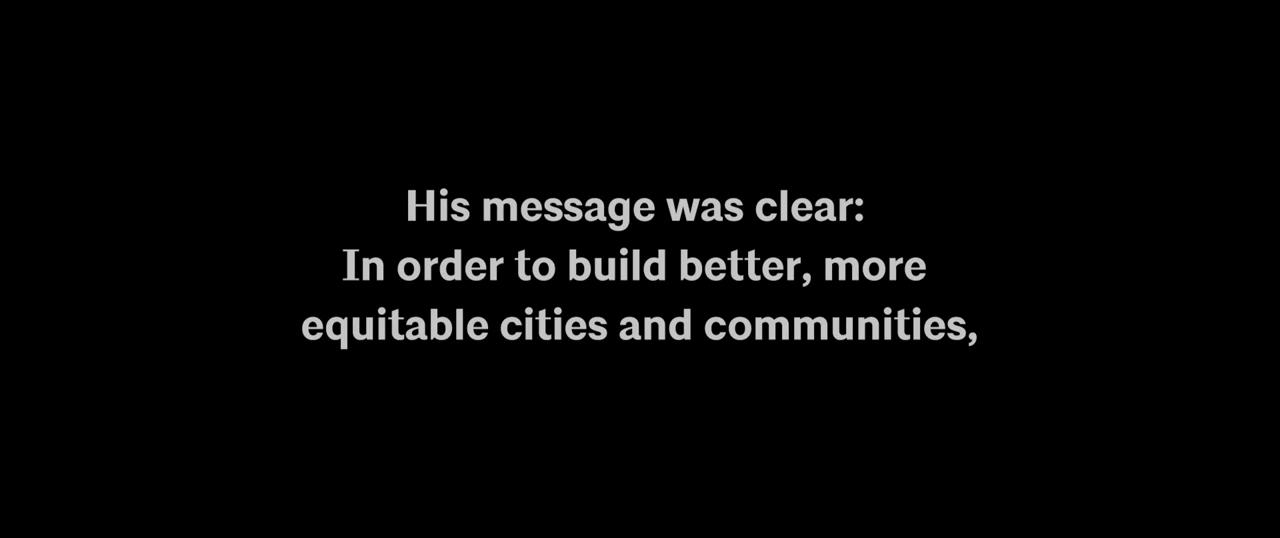 His message was clear:
In order to build better, more
equitable cities and communities,